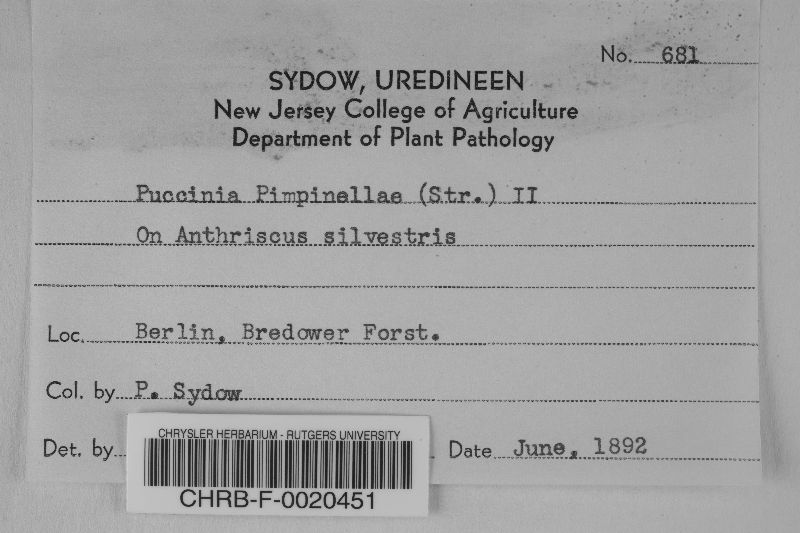 No. 681
SYDOW, UREDINEEN
New Jersey College of Agriculture
Department of Plant Pathology
Puccinia Pimpinellae (Str.) II
On Anthriscus silvestris
Loc. Berlin, Bredower Forst.
Col. by P. Sydow
Det. by
Date June, 1892
CHRYSLER HERBARIUM - RUTGERS UNIVERSITY
CHRB-F-0020451